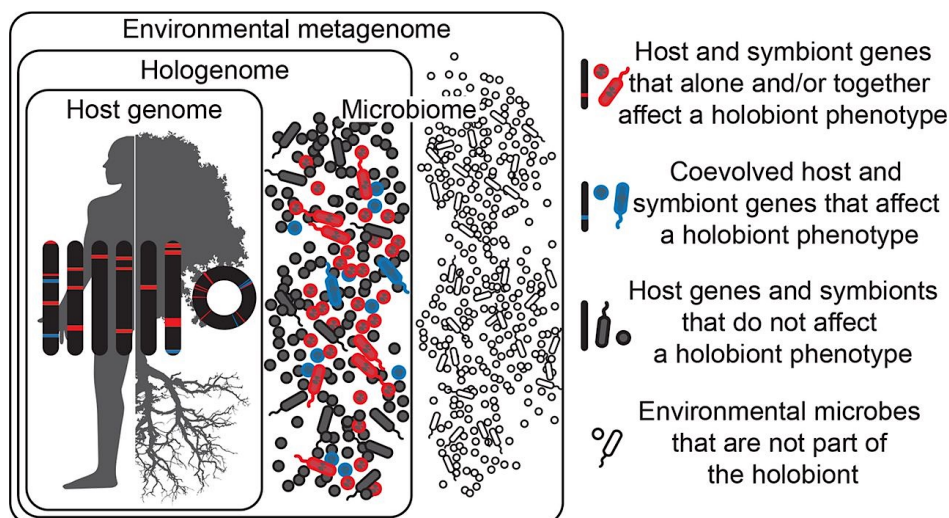 Environmental metagenome
Hologenome
Host genome
Microbiome
Host and symbiont genes
that alone and/or together
affect a holobiont phenotype
Coevolved host and
symbiont genes that affect
a holobiont phenotype
Host genes and symbionts
that do not affect
a holobiont phenotype
Environmental microbes
that are not part of
the holobiont